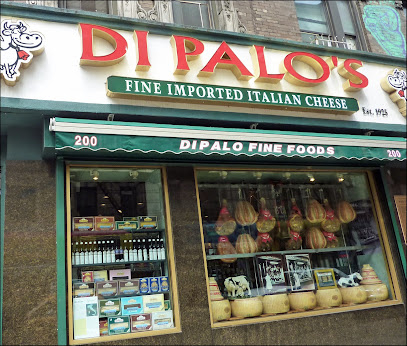 DI PALO'S
FINE IMPORTED ITALIAN CHEESE
Est. 1925
200 DI PALO FINE FOODS 200